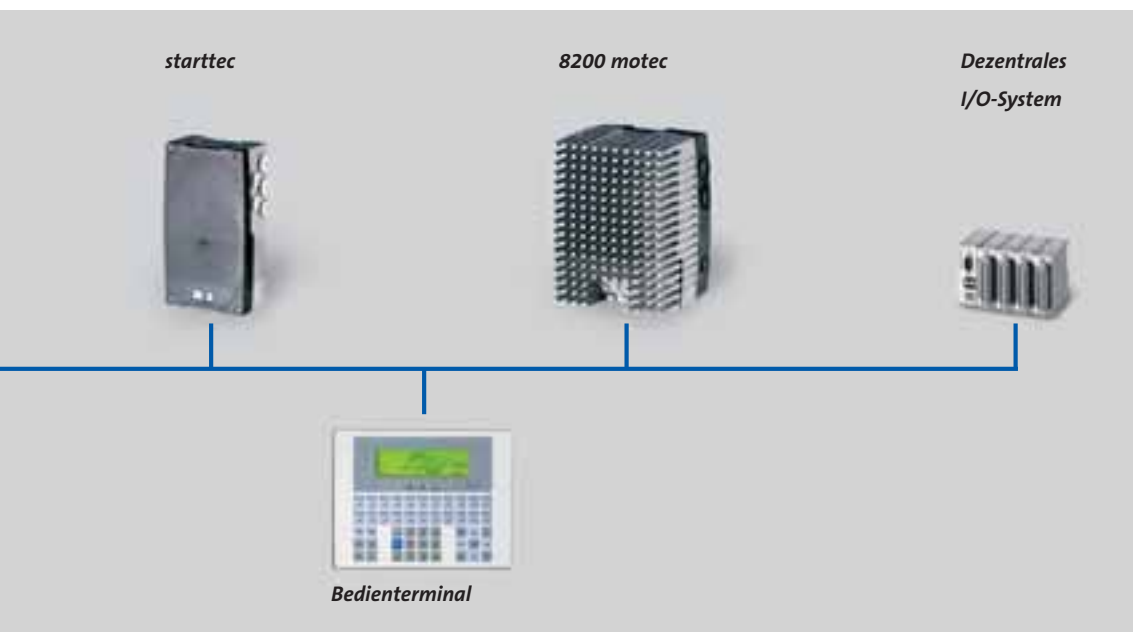 starttec
8200 motec
Dezentrales
I/O-System
Bedienterminal